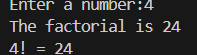 Enter a number:4
The factorial is 24
4! = 24